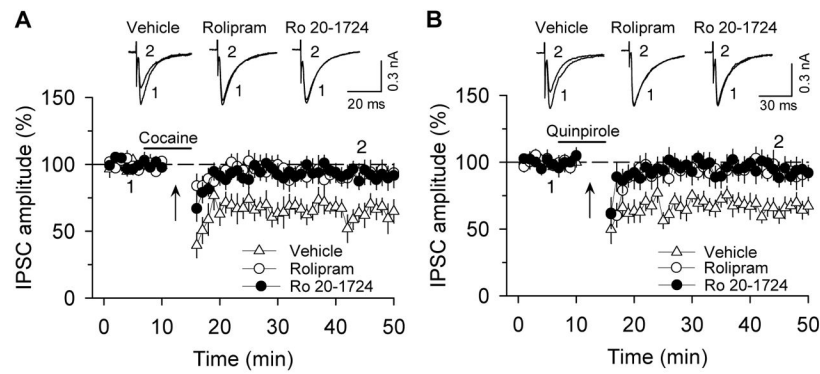 A
Vehicle Rolipram Ro 20-1724
2 2 2
1 1 1
0.3 nA
20 ms
IPSC amplitude (%)
150
100
50
0
Cocaine
1
2
Vehicle
Rolipram
Ro 20-1724
0 10 20 30 40 50
Time (min)
B
Vehicle Rolipram Ro 20-1724
2 2 2
1 1 1
0.3 nA
30 ms
IPSC amplitude (%)
150
100
50
0
Quinpirole
1
2
Vehicle
Rolipram
Ro 20-1724
0 10 20 30 40 50
Time (min)